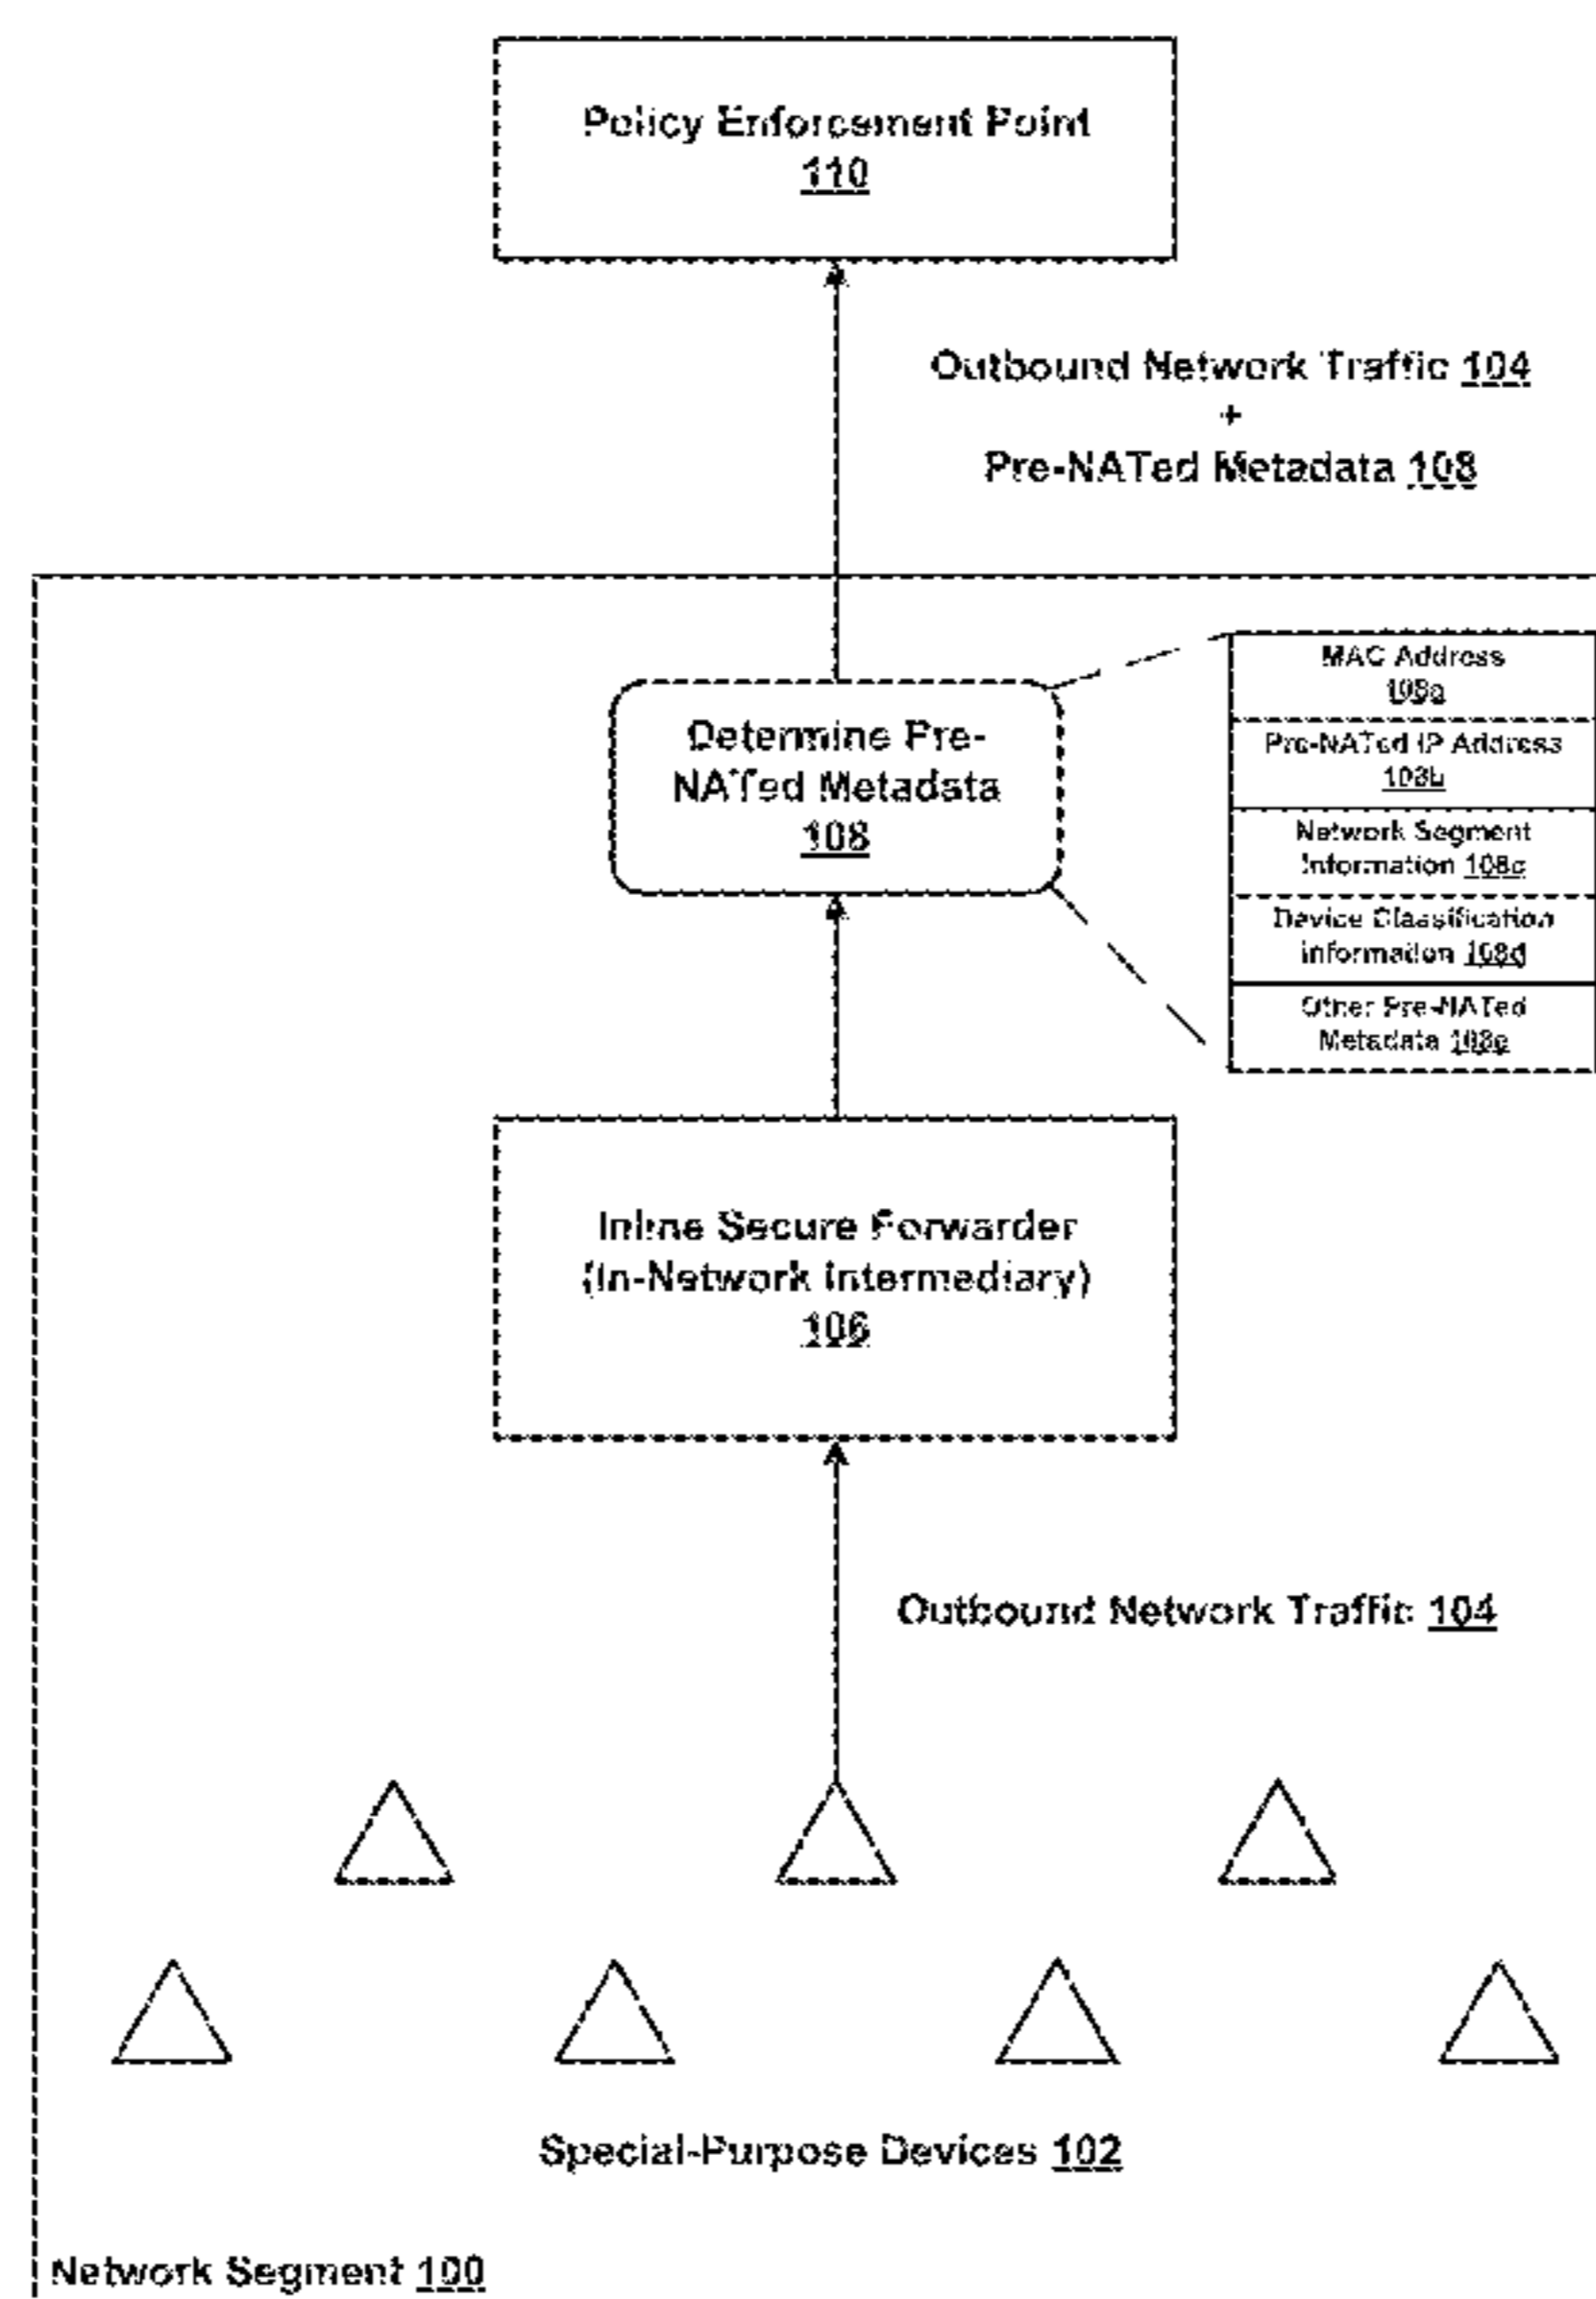 Policy Enforcement Point
110
Outbound Network Traffic 104
+
Pre-NATed Metadata 108
MAC Address
108a
Pre-NATed IP Address
108b
Network Segment
Information 108c
Device Classification
Information 108d
Other Pre-NATed
Metadata 108e
Determine Pre-
NATed Metadata
108
Inline Secure Forwarder
(In-Network Intermediary)
106
Outbound Network Traffic 104
Special-Purpose Devices 102
Network Segment 100